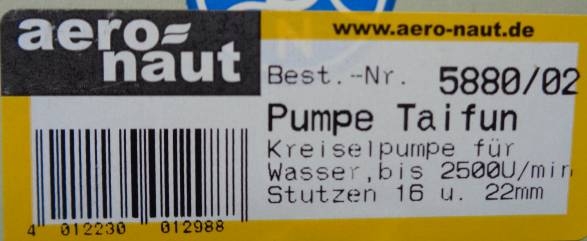 aero=
naut
www.aero-naut.de
Best.-Nr. 5880/02
Pumpe Taifun
Kreiselpumpe für
Wasser,bis 2500U/min
Stutzen 16 u. 22mm
4 012230 012988